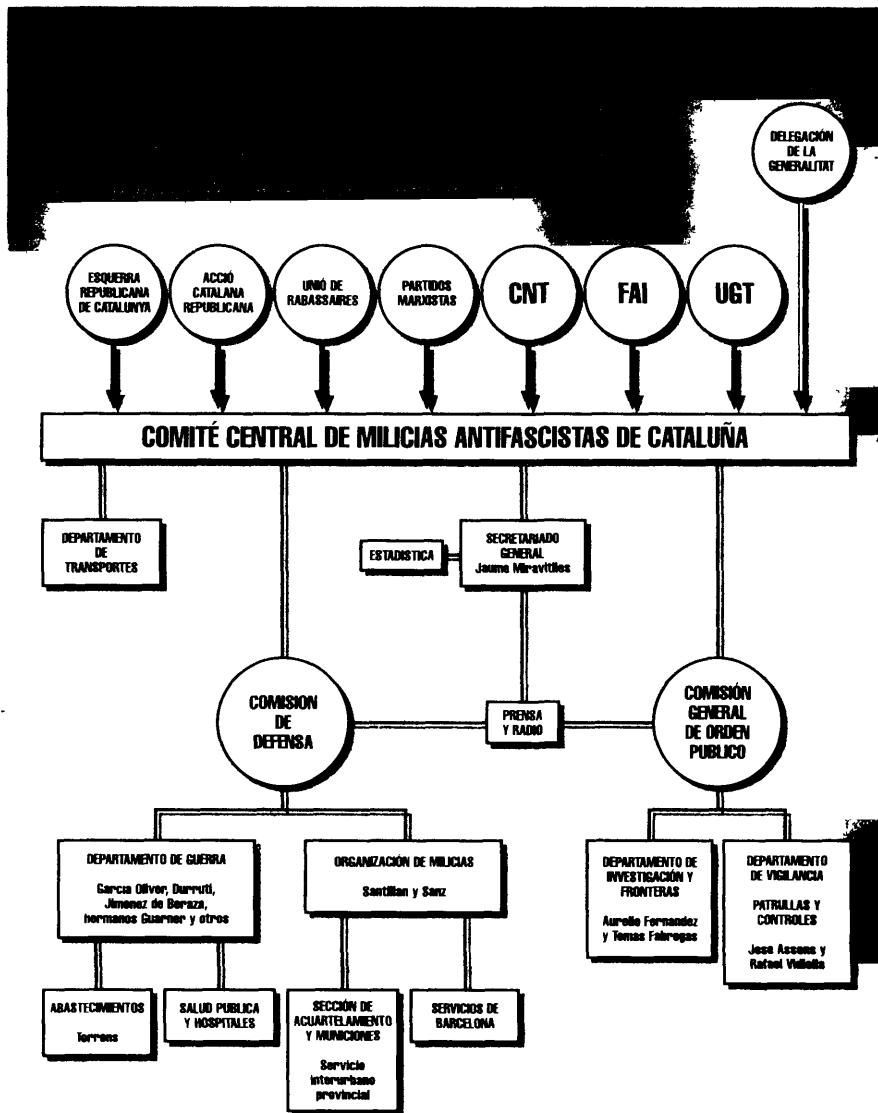 DELEGACIÓN
DE LA
GENERALITAT
ESQUERRA
REPUBLICANA
DE CATALUNYA
ACCIÓ
CATALANA
REPUBLICANA
UNIÓ DE
RABASSAIRES
PARTIDOS
MARXISTAS
CNT
FAI
UGT
COMITÉ CENTRAL DE MILICIAS ANTIFASCISTAS DE CATALUÑA
DEPARTAMENTO
DE
TRANSPORTES
ESTADISTICA
SECRETARIADO
GENERAL
Jaume Miravitlles
COMISION
DE
DEFENSA
PRENSA
Y RADIO
COMISIÓN
GENERAL
DE ORDEN
PUBLICO
DEPARTAMENTO DE GUERRA
Garcia Oliver, Durruti,
Jimenez de Beraza,
hermanos Guarner y otros
ORGANIZACIÓN DE MILICIAS
Santillan y Sanz
DEPARTAMENTO DE
INVESTIGACIÓN Y
FRONTERAS
Aurelio Fernandez
y Tomas Fabregas
DEPARTAMENTO
DE VIGILANCIA
PATRULLAS Y
CONTROLES
Jose Assens y
Rafael Vidiella
ABASTECIMIENTOS
Torrens
SALUD PUBLICA
Y HOSPITALES
SECCIÓN DE
ACUARTELAMIENTO
Y MUNICIONES
Servicio
interurbano
provincial
SERVICIOS DE
BARCELONA